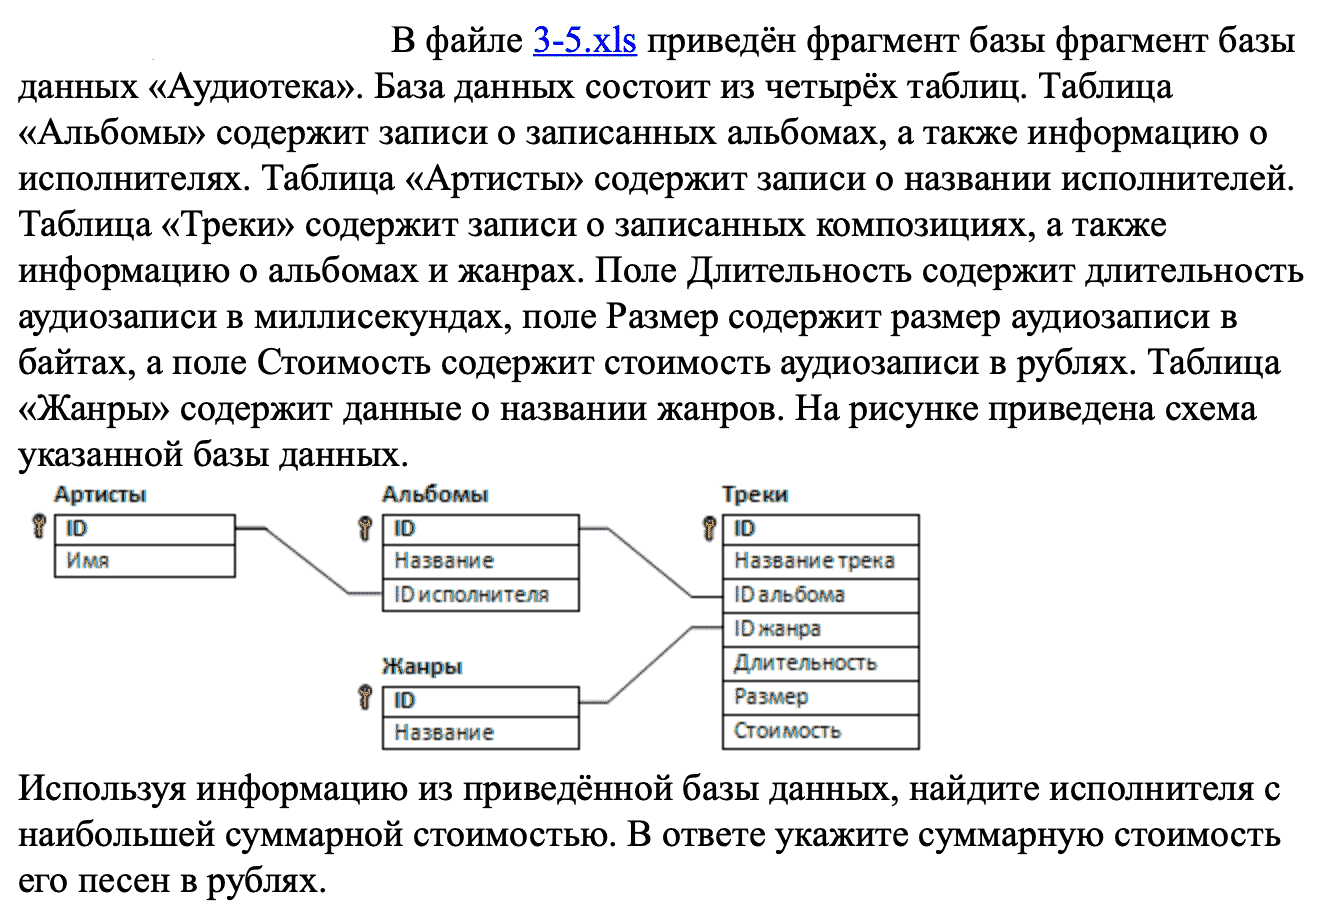 В файле 3-5.xls приведён фрагмент базы фрагмент базы
данных «Аудиотека». База данных состоит из четырёх таблиц. Таблица
«Альбомы» содержит записи о записанных альбомах, а также информацию о
исполнителях. Таблица «Артисты» содержит записи о названии исполнителей.
Таблица «Треки» содержит записи о записанных композициях, а также
информацию о альбомах и жанрах. Поле Длительность содержит длительность
аудиозаписи в миллисекундах, поле Размер содержит размер аудиозаписи в
байтах, а поле Стоимость содержит стоимость аудиозаписи в рублях. Таблица
«Жанры» содержит данные о названии жанров. На рисунке приведена схема
указанной базы данных.
Артисты
ID
Имя
Альбомы
ID
Название
ID исполнителя
Жанры
ID
Название
Треки
ID
Название трека
ID альбома
ID жанра
Длительность
Размер
Стоимость
Используя информацию из приведённой базы данных, найдите исполнителя с
наибольшей суммарной стоимостью. В ответе укажите суммарную стоимость
его песен в рублях.